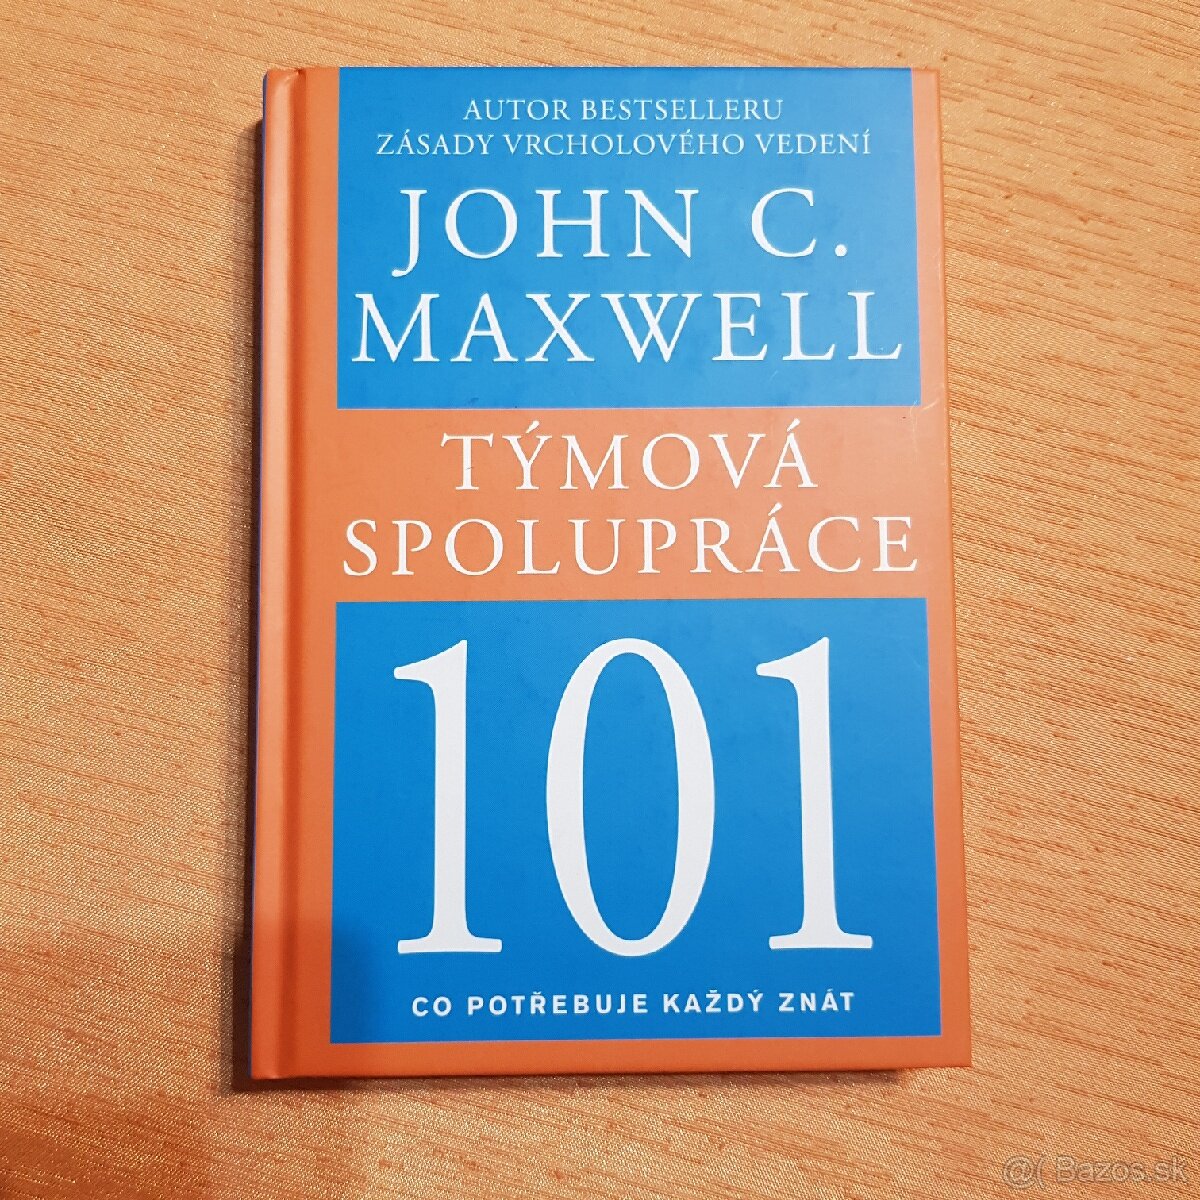 AUTOR BESTSELLERU
ZÁSADY VRCHOLOVÉHO VEDENÍ
JOHN C.
MAXWELL
TÝMOVÁ
SPOLUPRÁCE
101
CO POTŘEBUJE KAŽDÝ ZNÁT
@( Bazos.sk